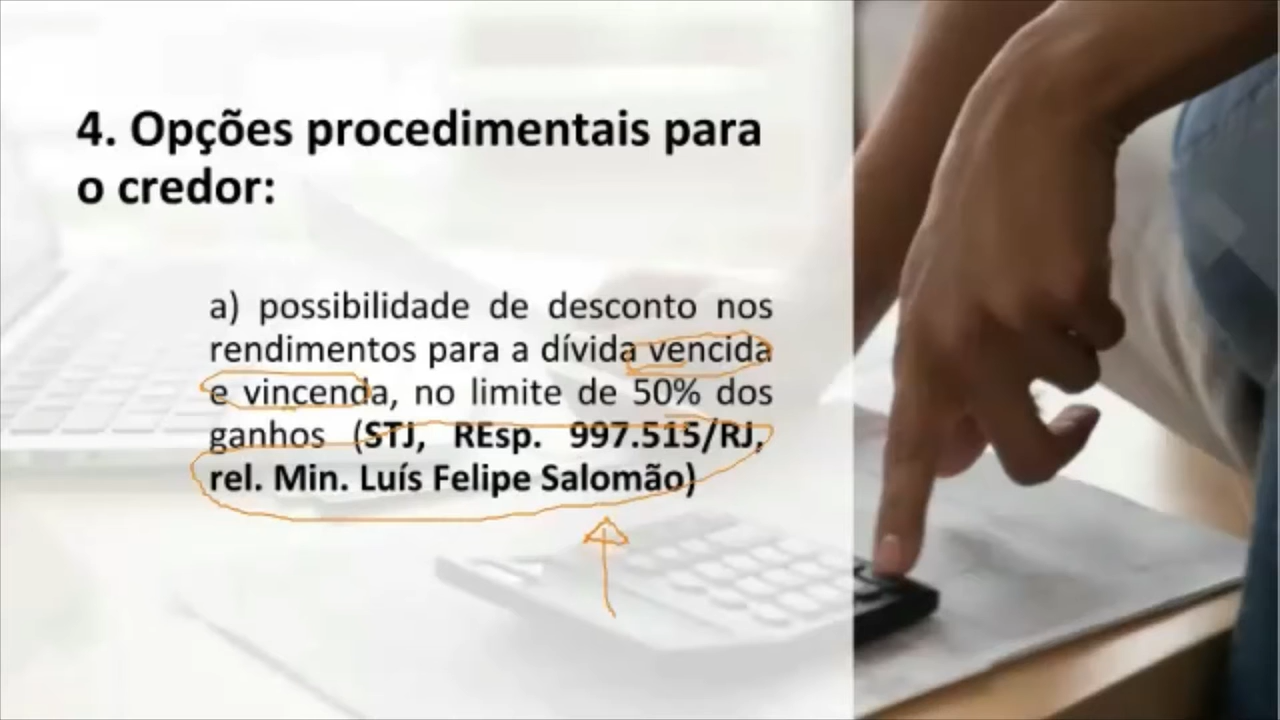 4. Opções procedimentais para
o credor:
a) possibilidade de desconto nos
rendimentos para a dívida vencida
e vincenda, no limite de 50% dos
ganhos (STJ, REsp. 997.515/RJ,
rel. Min. Luís Felipe Salomão)